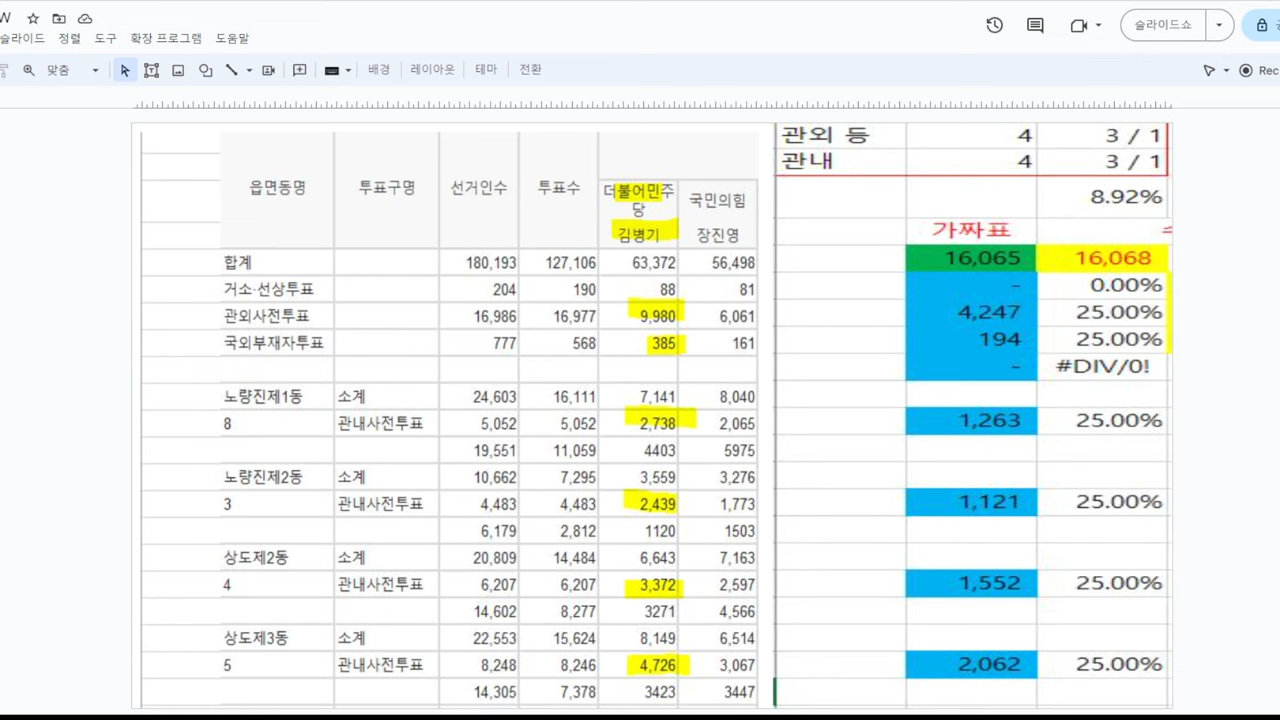 W
슬라이드 정렬 도구 확장 프로그램 도움말
슬라이드쇼
맞춤 배경 레이아웃 테마 전환 Rec
읍면동명 투표구명 선거인수 투표수 더불어민주당 김병기 국민의힘 장진영
합계 180,193 127,106 63,372 56,498
거소·선상투표 204 190 88 81
관외사전투표 16,986 16,977 9,980 6,061
국외부재자투표 777 568 385 161
노량진제1동 소계 24,603 16,111 7,141 8,040
8 관내사전투표 5,052 5,052 2,738 2,065
19,551 11,059 4403 5975
노량진제2동 소계 10,662 7,295 3,559 3,276
3 관내사전투표 4,483 4,483 2,439 1,773
6,179 2,812 1120 1503
상도제2동 소계 20,809 14,484 6,643 7,163
4 관내사전투표 6,207 6,207 3,372 2,597
14,602 8,277 3271 4,566
상도제3동 소계 22,553 15,624 8,149 6,514
5 관내사전투표 8,248 8,246 4,726 3,067
14,305 7,378 3423 3447
관외 등 4 3 / 1
관내 4 3 / 1
8.92%
가짜표
16,065 16,068
- 0.00%
4,247 25.00%
194 25.00%
- #DIV/0!
1,263 25.00%
1,121 25.00%
1,552 25.00%
2,062 25.00%